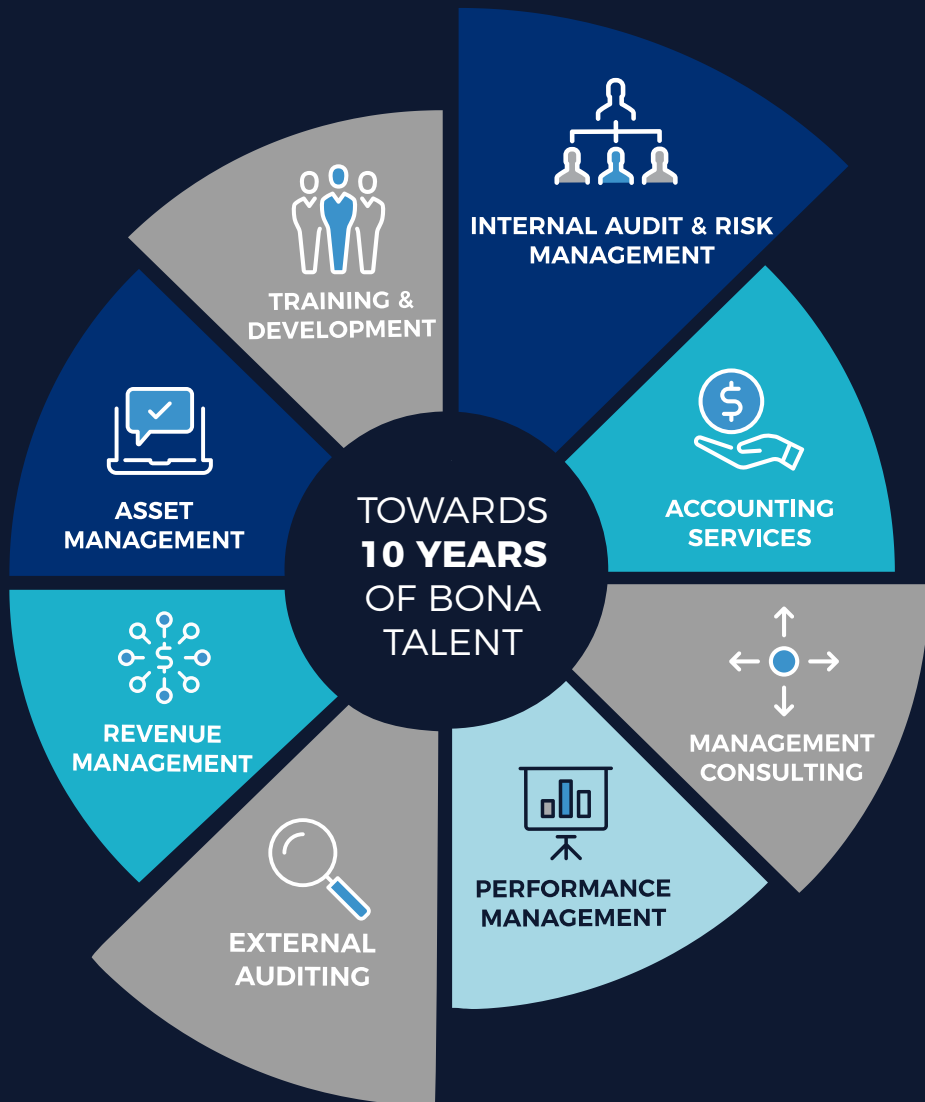 INTERNAL AUDIT & RISK
MANAGEMENT
TRAINING &
DEVELOPMENT
ASSET
MANAGEMENT
ACCOUNTING
SERVICES
TOWARDS
10 YEARS
OF BONA
TALENT
REVENUE
MANAGEMENT
MANAGEMENT
CONSULTING
EXTERNAL
AUDITING
PERFORMANCE
MANAGEMENT
$
$